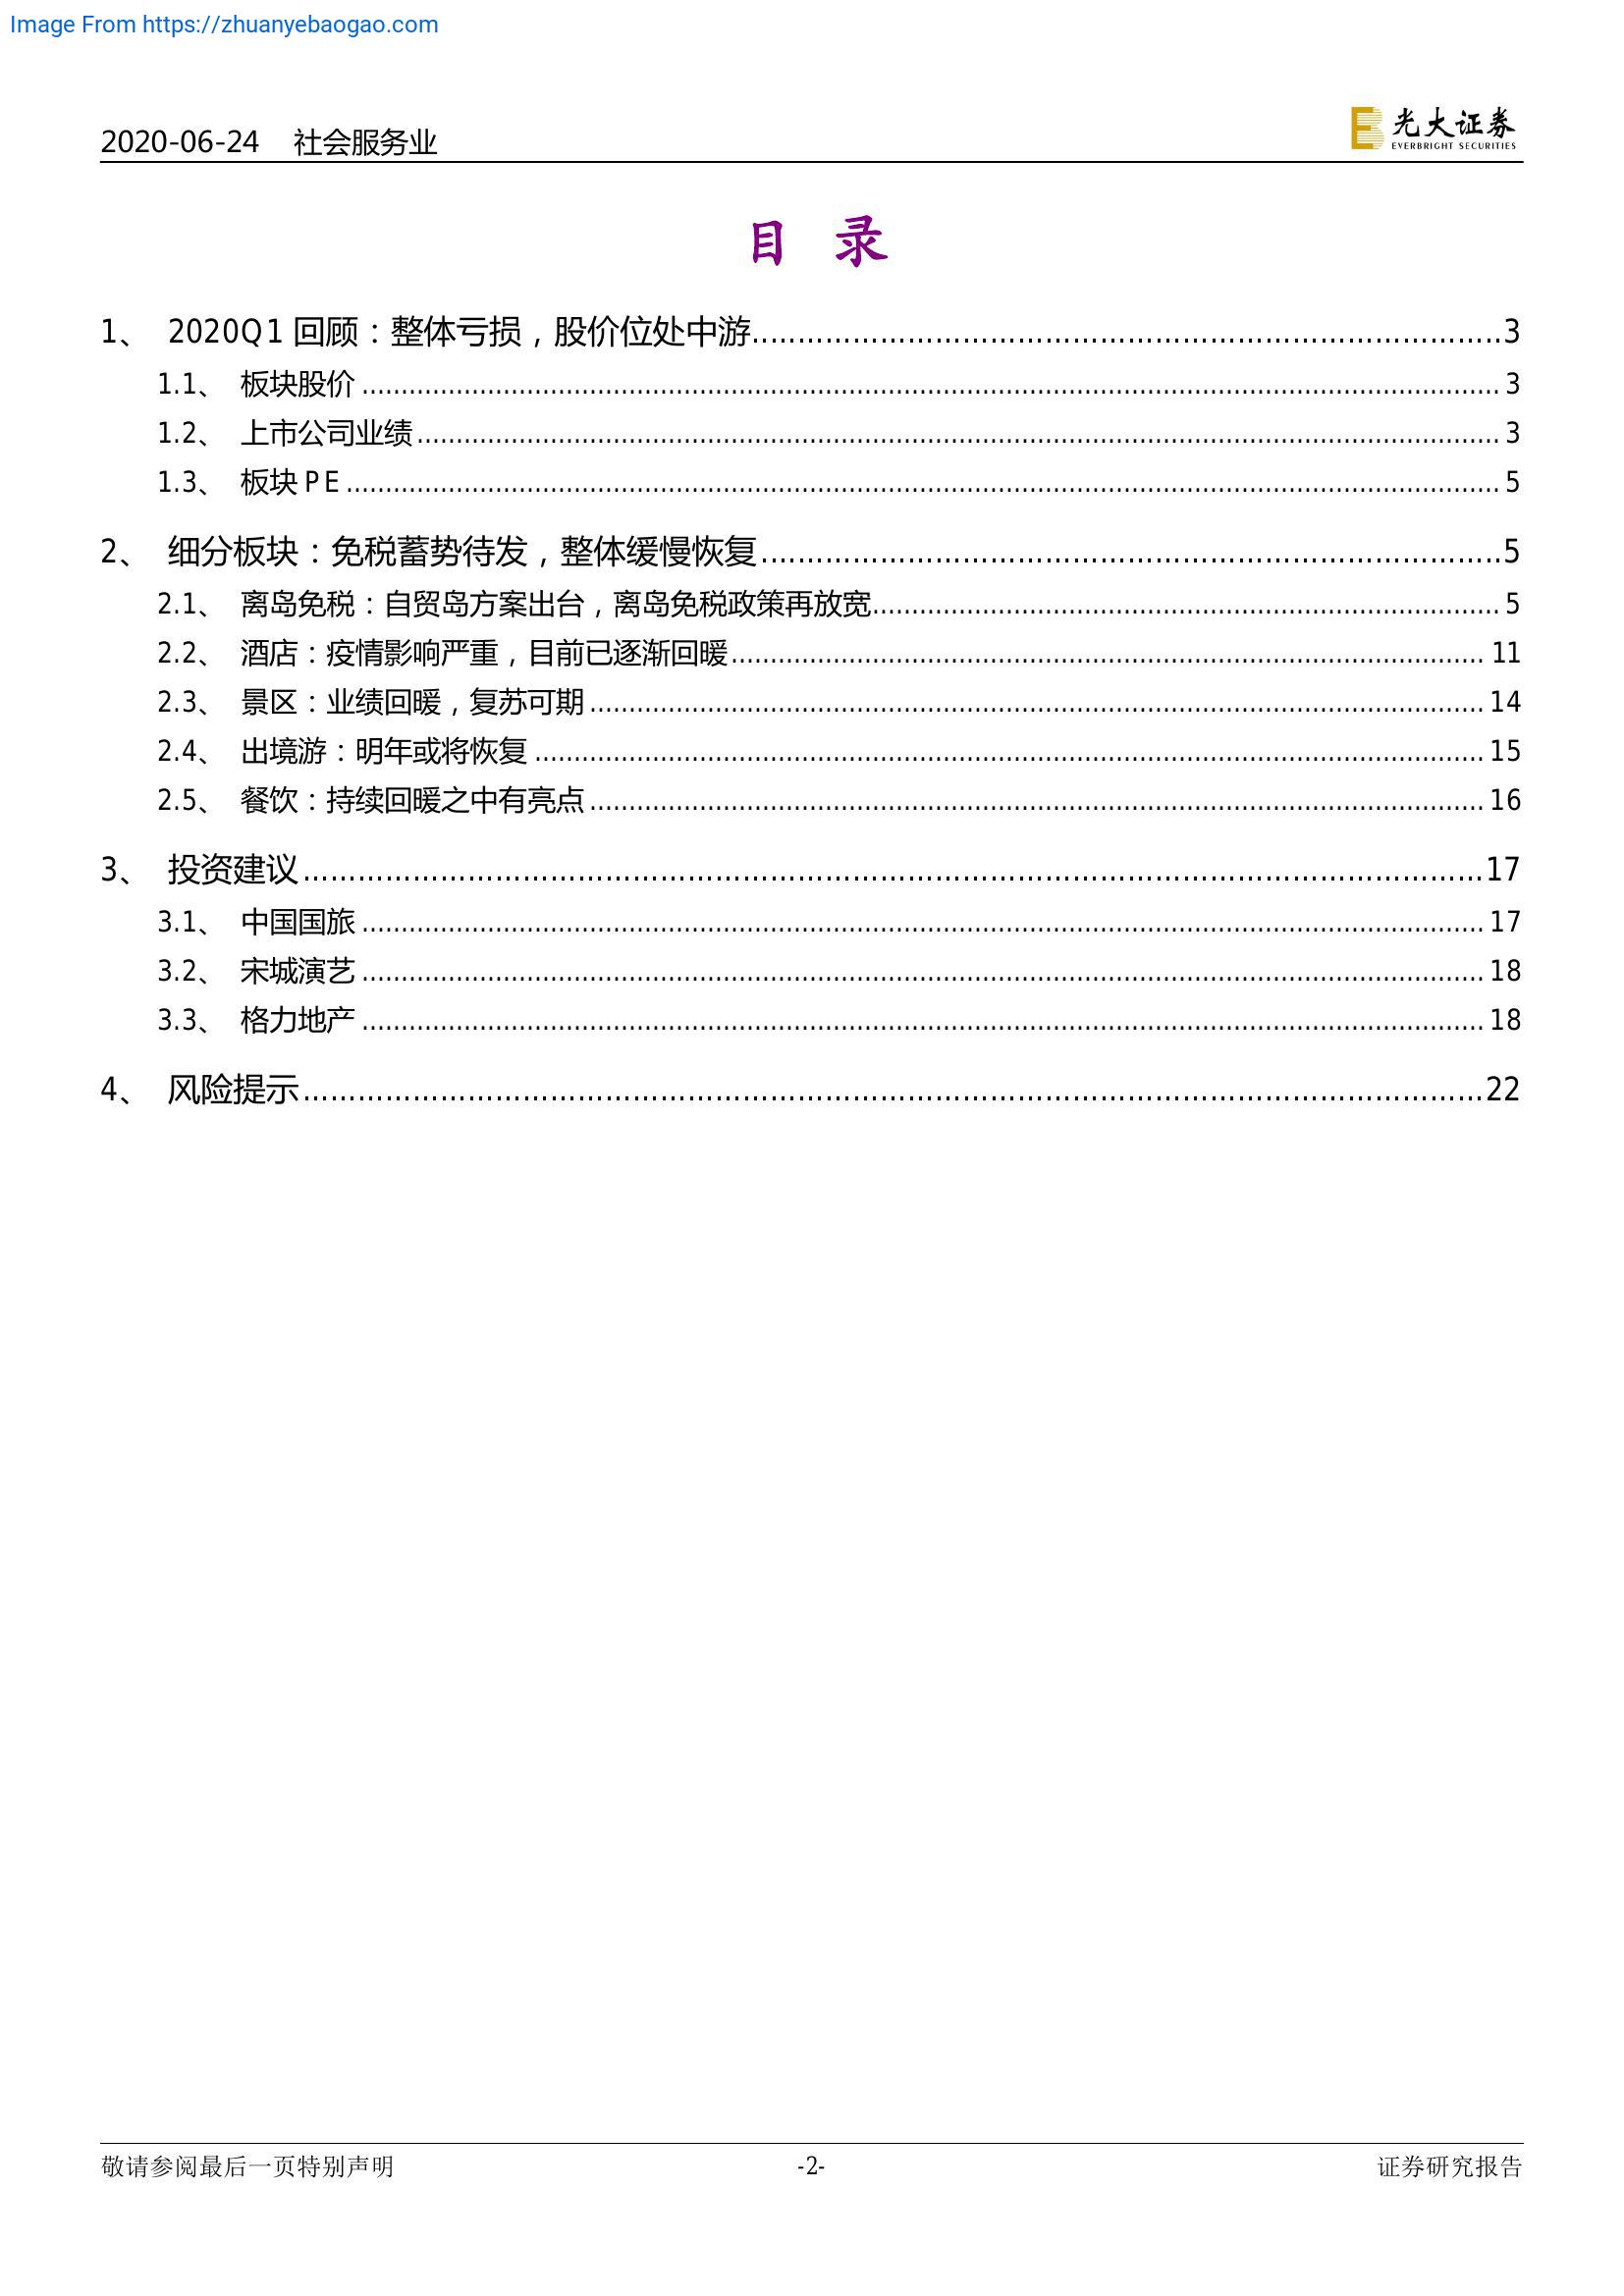 Image From https://zhuanyebaogao.com
2020-06-24 社会服务业
光大证券
EVERBRIGHT SECURITIES
目 录
1、 2020Q1 回顾：整体亏损，股价位处中游 3
1.1、 板块股价 3
1.2、 上市公司业绩 3
1.3、 板块 PE 5
2、 细分板块：免税蓄势待发，整体缓慢恢复 5
2.1、 离岛免税：自贸岛方案出台，离岛免税政策再放宽 5
2.2、 酒店：疫情影响严重，目前已逐渐回暖 11
2.3、 景区：业绩回暖，复苏可期 14
2.4、 出境游：明年或将恢复 15
2.5、 餐饮：持续回暖之中有亮点 16
3、 投资建议 17
3.1、 中国国旅 17
3.2、 宋城演艺 18
3.3、 格力地产 18
4、 风险提示 22
敬请参阅最后一页特别声明 -2- 证券研究报告